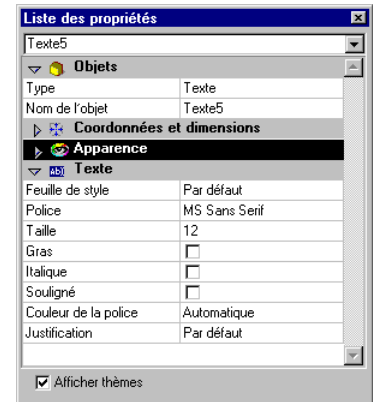 Liste des propriétés
Texte5
Objets
Type Texte
Nom de l'objet Texte5
Coordonnées et dimensions
Apparence
Texte
Feuille de style Par défaut
Police MS Sans Serif
Taille 12
Gras
Italique
Souligné
Couleur de la police Automatique
Justification Par défaut
Afficher thèmes